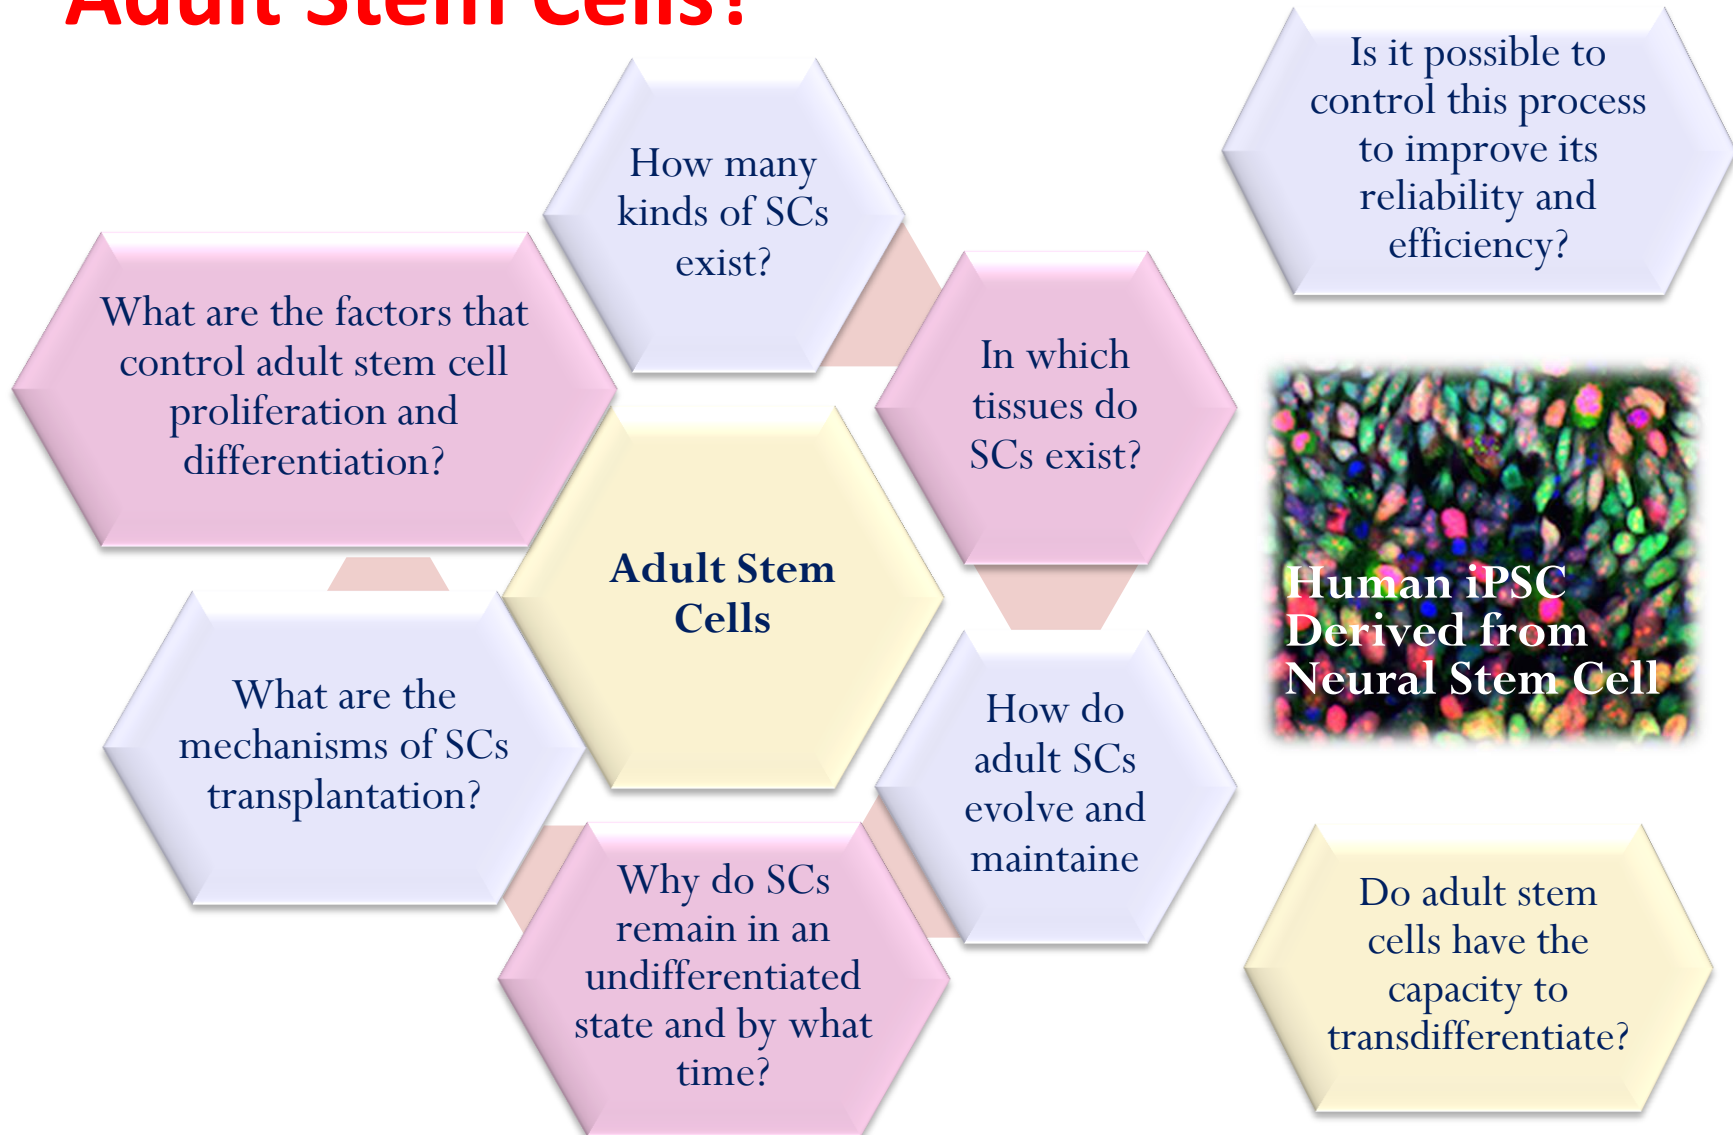 Adult Stem Cells?
How many
kinds of SCs
exist?
In which
tissues do
SCs exist?
How do
adult SCs
evolve and
maintaine
Why do SCs
remain in an
undifferentiated
state and by what
time?
What are the
mechanisms of SCs
transplantation?
What are the factors that
control adult stem cell
proliferation and
differentiation?
Adult Stem
Cells
Is it possible to
control this process
to improve its
reliability and
efficiency?
Human iPSC
Derived from
Neural Stem Cell
Do adult stem
cells have the
capacity to
transdifferentiate?